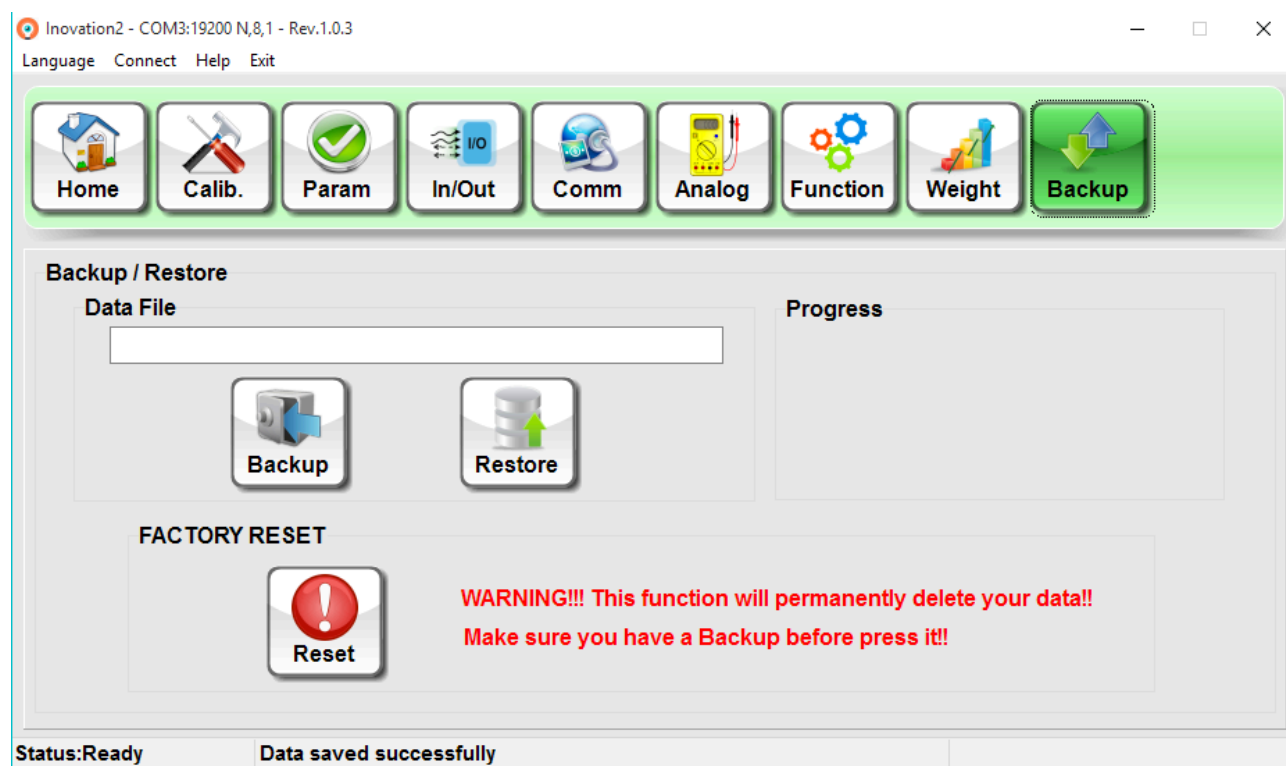 Inovation2 - COM3:19200 N,8,1 - Rev.1.0.3
Language Connect Help Exit
I/O
Home Calib. Param In/Out Comm Analog Function Weight Backup
Backup / Restore
Data File
Progress
Backup Restore
FACTORY RESET
WARNING!!! This function will permanently delete your data!!
Make sure you have a Backup before press it!!
Reset
Status:Ready Data saved successfully